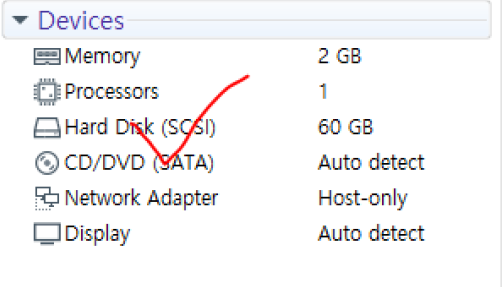 Devices
Memory 2 GB
Processors 1
Hard Disk (SCSI) 60 GB
CD/DVD (SATA) Auto detect
Network Adapter Host-only
Display Auto detect